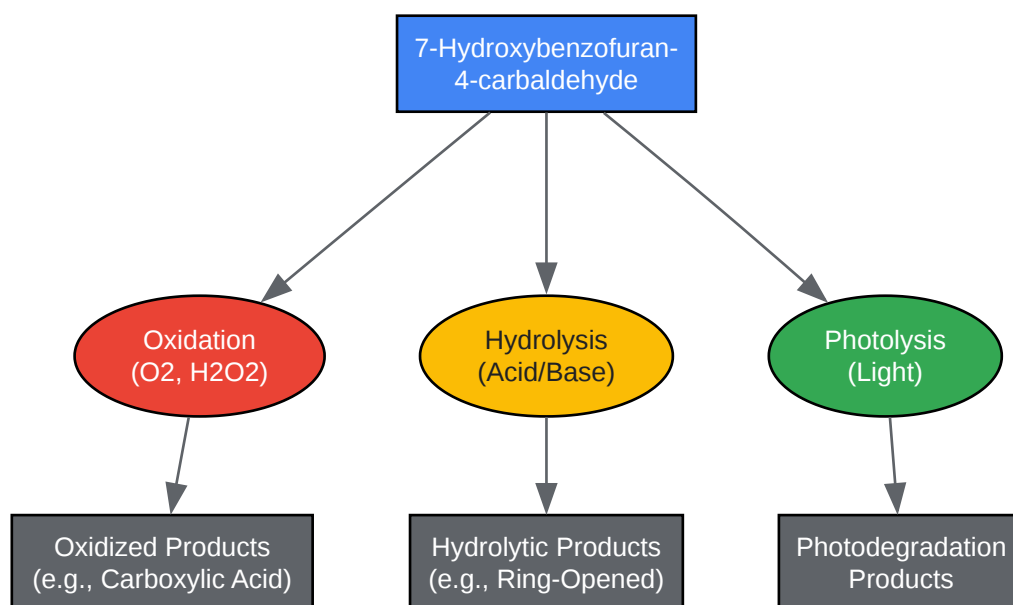 7-Hydroxybenzofuran-
4-carbaldehyde
Oxidation
(O2, H2O2)
Hydrolysis
(Acid/Base)
Photolysis
(Light)
Oxidized Products
(e.g., Carboxylic Acid)
Hydrolytic Products
(e.g., Ring-Opened)
Photodegradation
Products